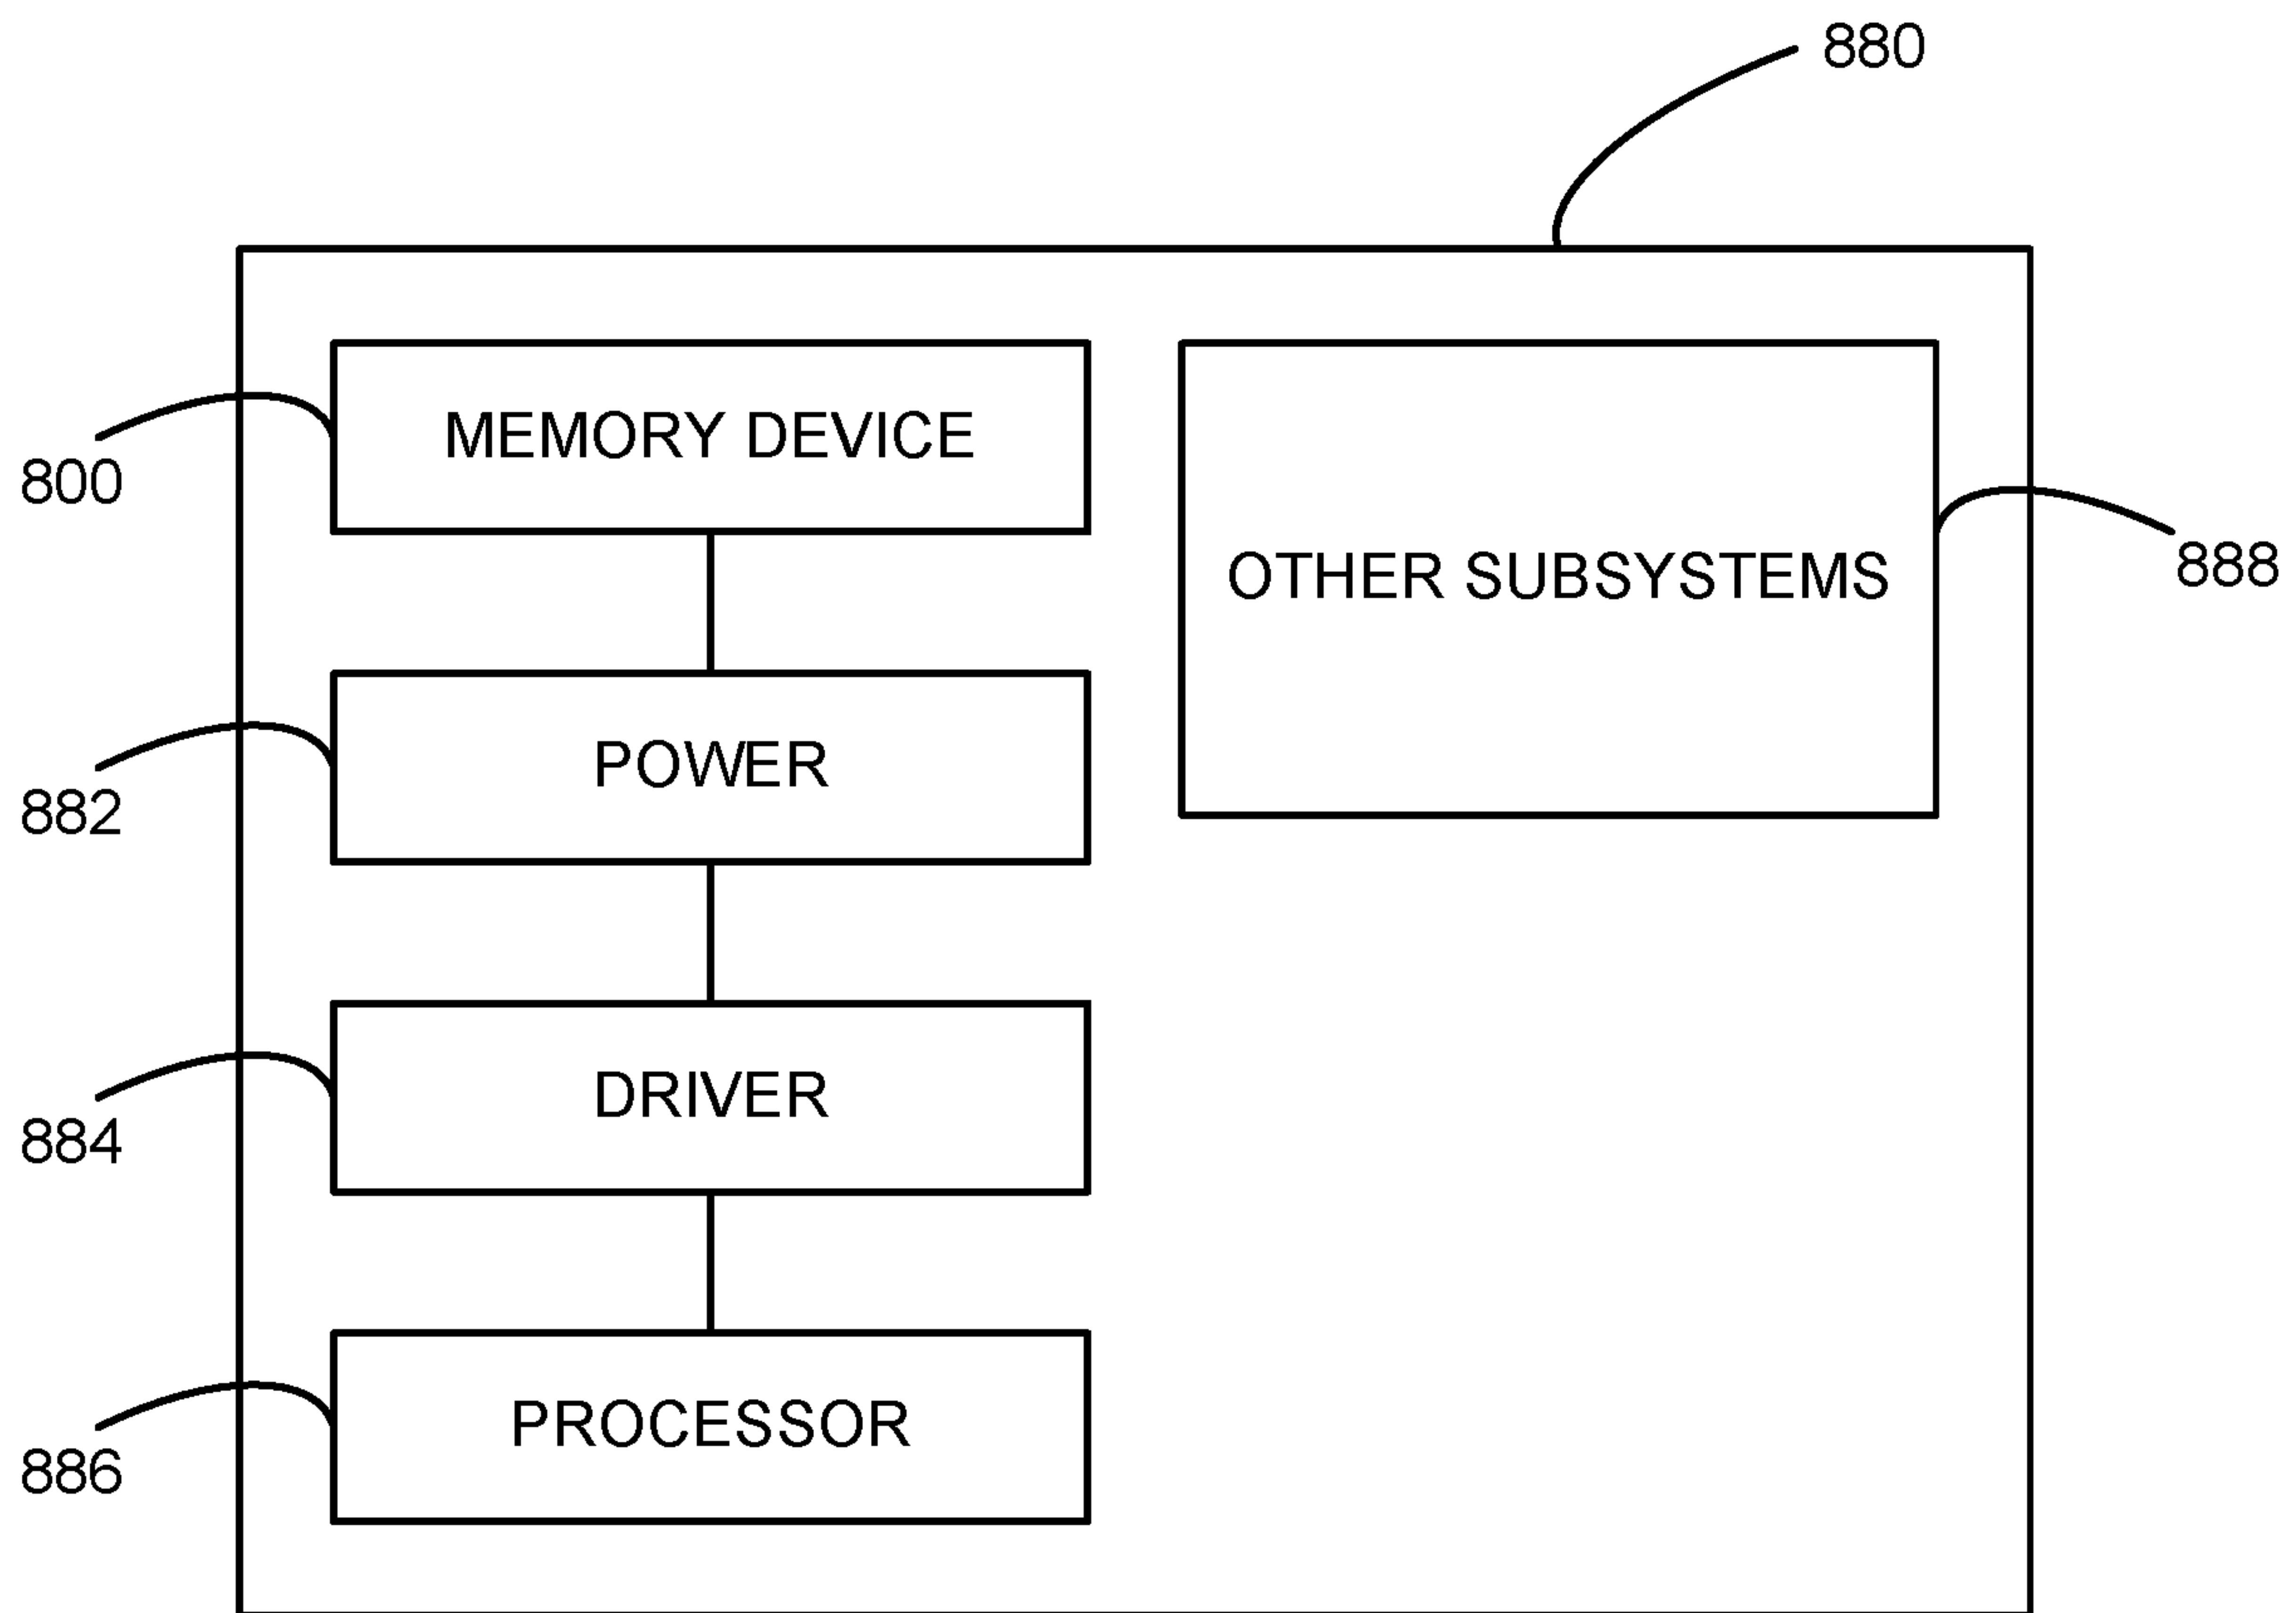 880
MEMORY DEVICE
800
OTHER SUBSYSTEMS
888
POWER
882
DRIVER
884
PROCESSOR
886